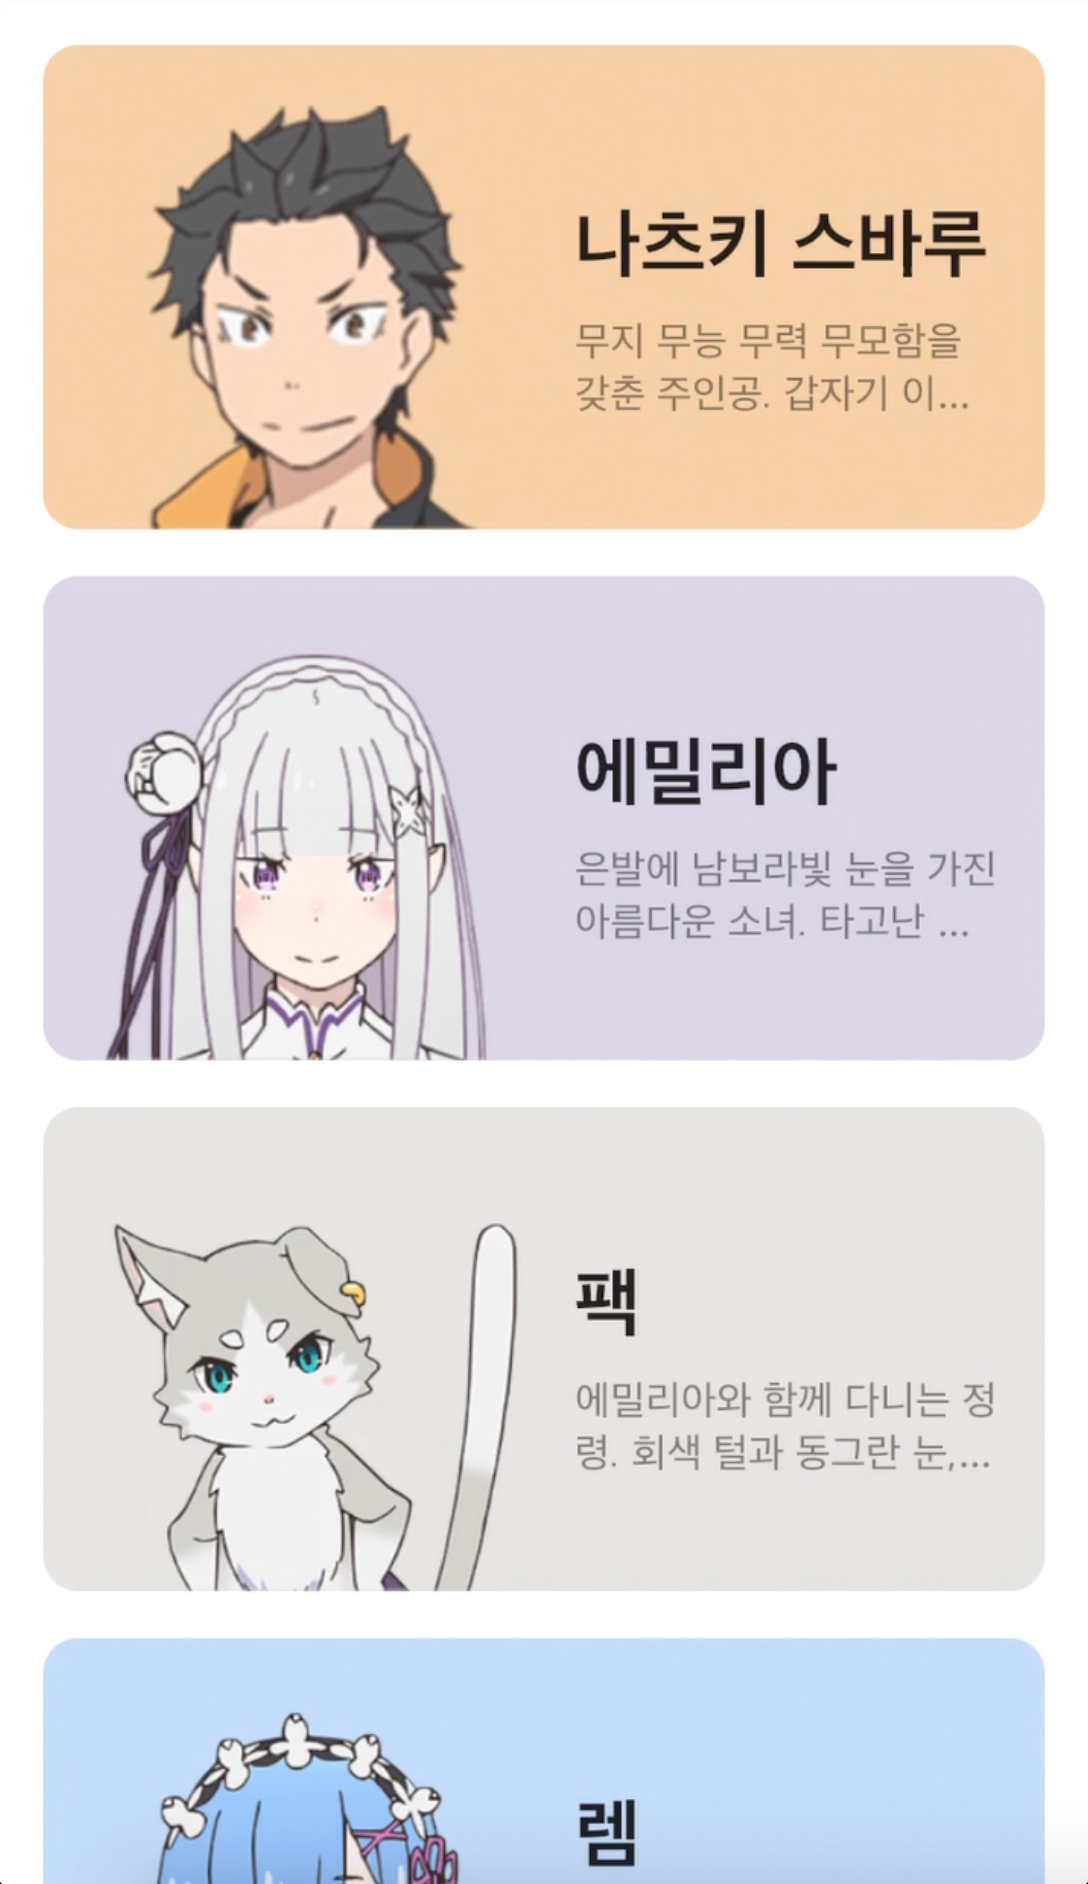 나츠키 스바루
무지 무능 무력 무모함을
갖춘 주인공. 갑자기 이...
에밀리아
은발에 남보라빛 눈을 가진
아름다운 소녀. 타고난 ...
팩
에밀리아와 함께 다니는 정
령. 회색 털과 동그란 눈,...
렘